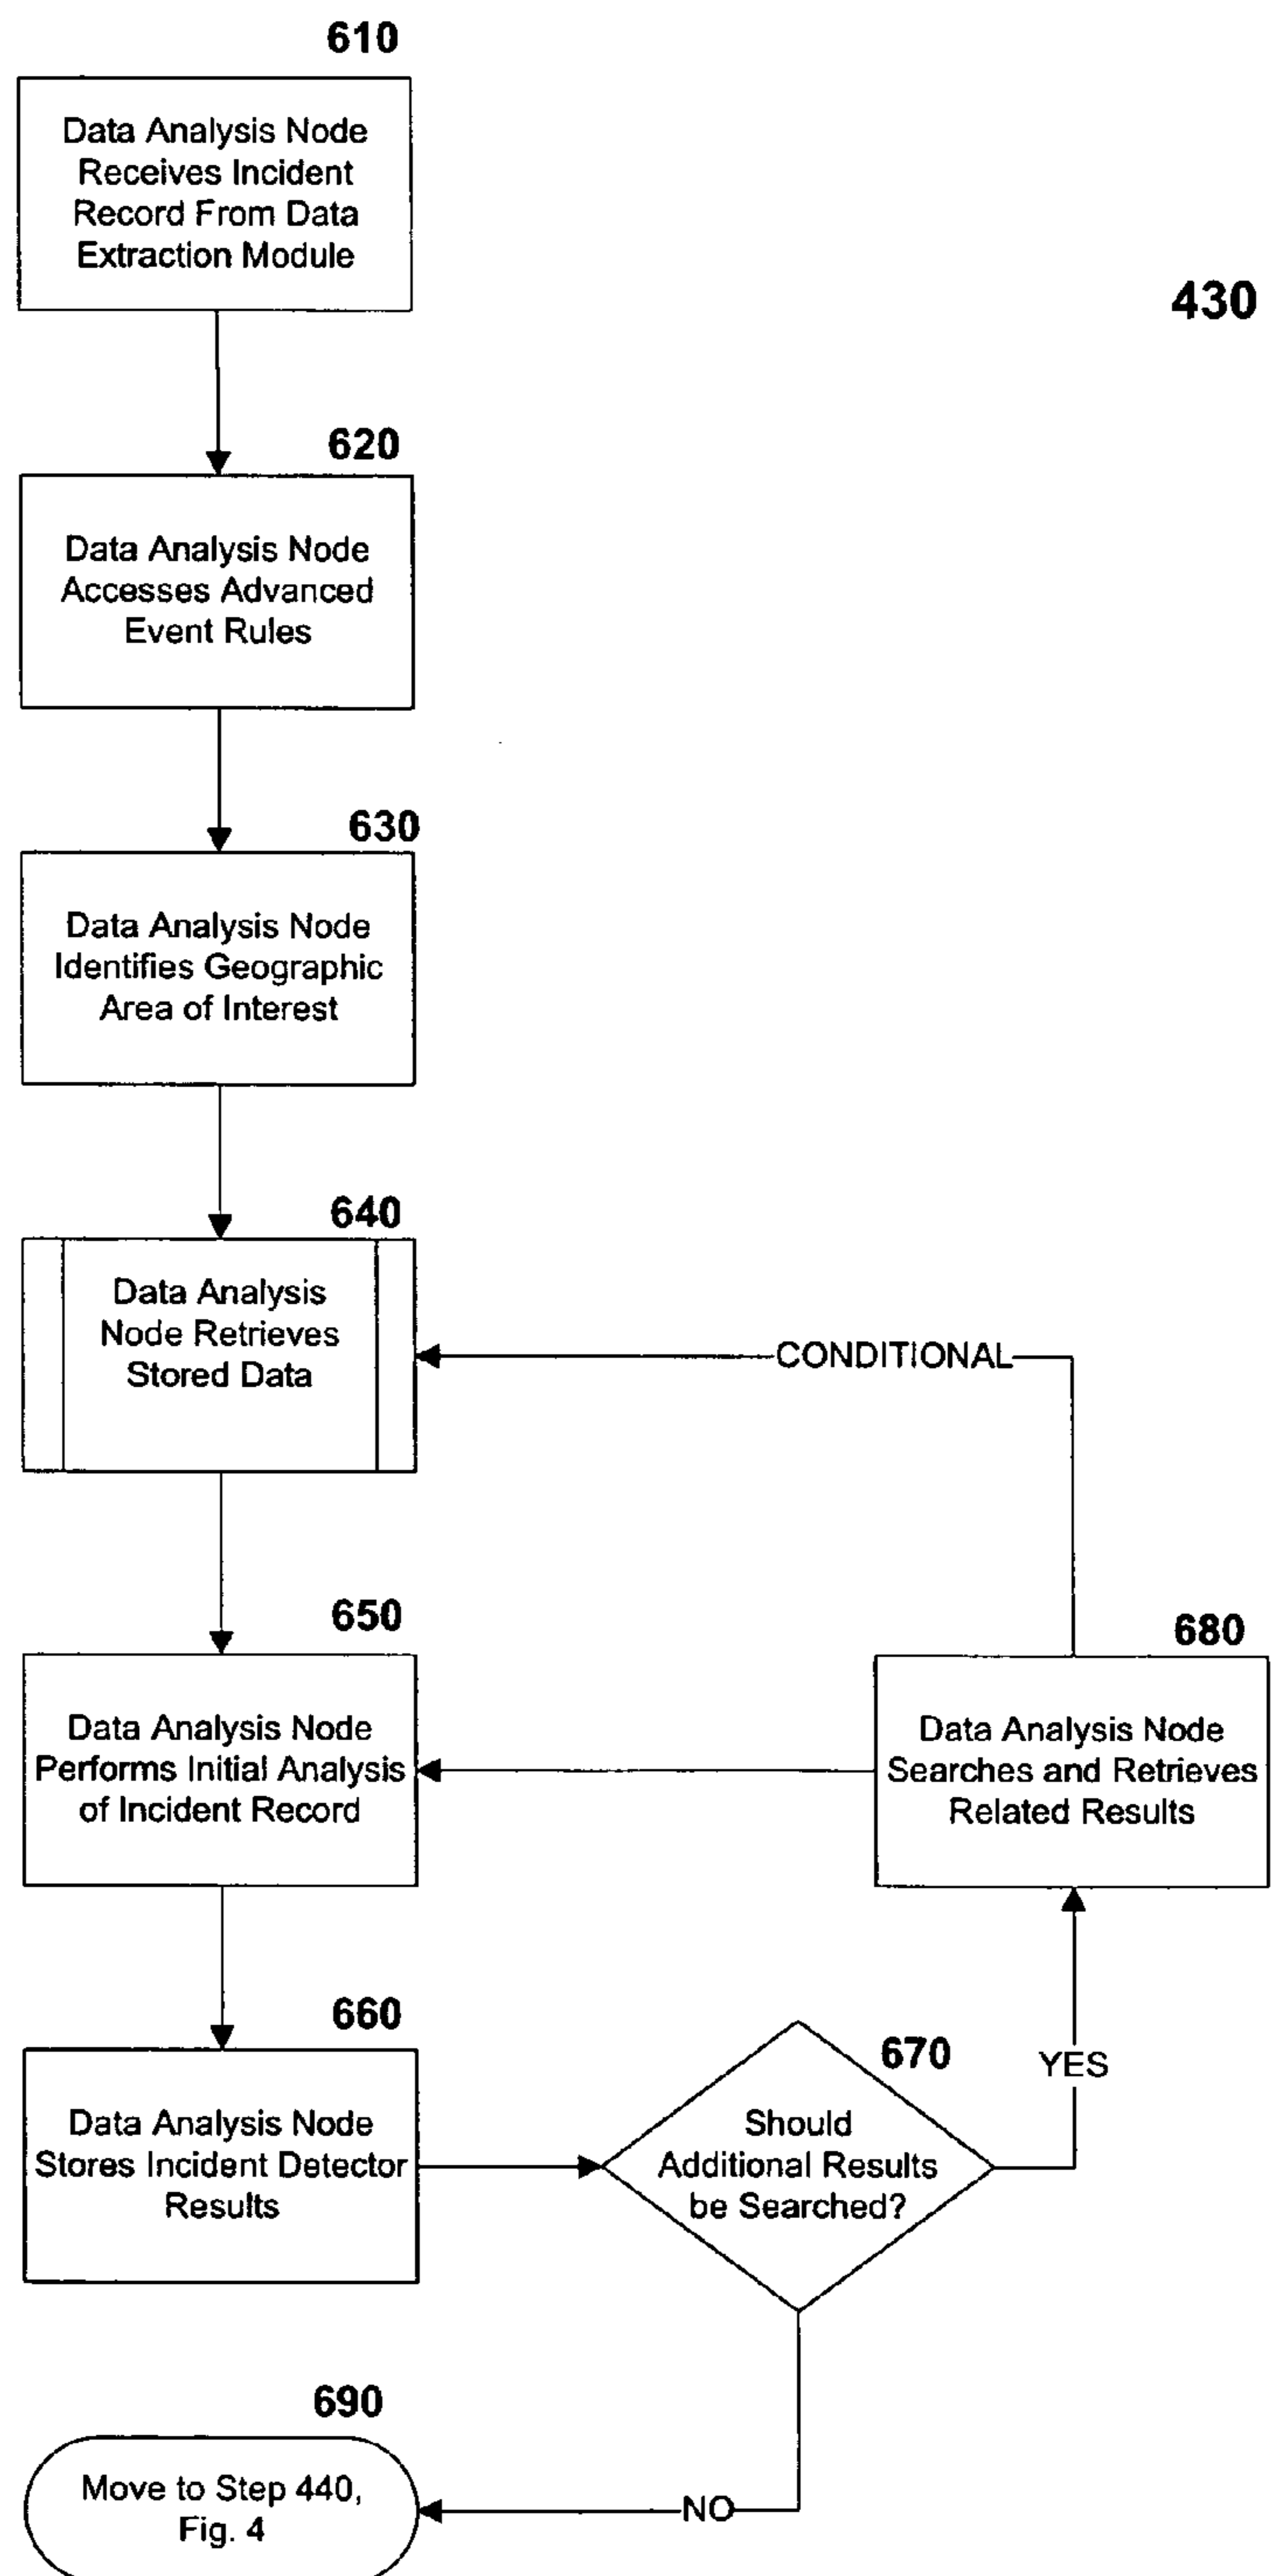 610
Data Analysis Node
Receives Incident
Record From Data
Extraction Module
430
620
Data Analysis Node
Accesses Advanced
Event Rules
630
Data Analysis Node
Identifies Geographic
Area of Interest
640
Data Analysis
Node Retrieves
Stored Data
CONDITIONAL
650
Data Analysis Node
Performs Initial Analysis
of Incident Record
680
Data Analysis Node
Searches and Retrieves
Related Results
660
Data Analysis Node
Stores Incident Detector
Results
670
Should
Additional Results
be Searched?
YES
690
Move to Step 440,
Fig. 4
NO